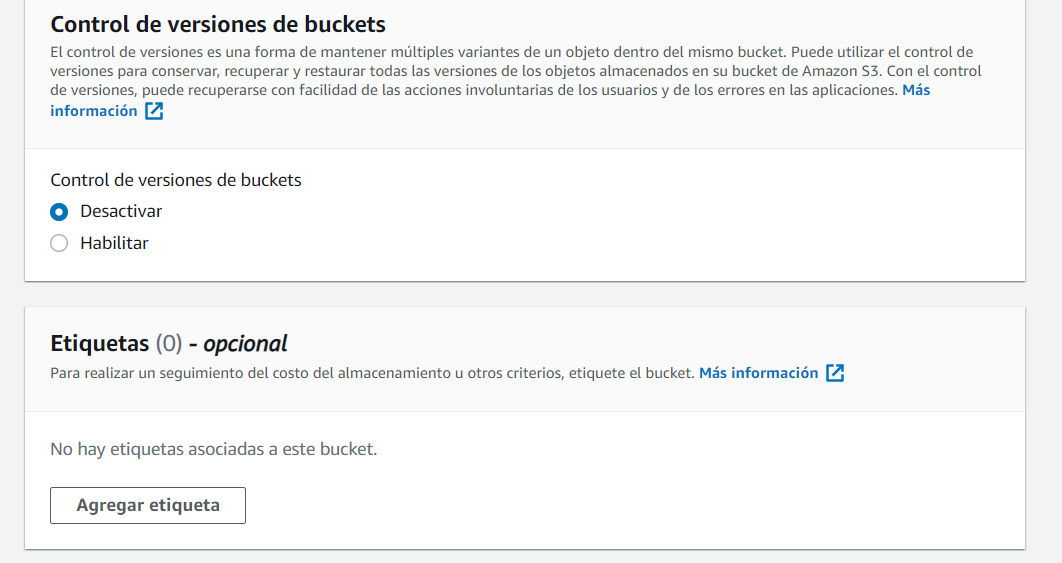 Control de versiones de buckets
El control de versiones es una forma de mantener múltiples variantes de un objeto dentro del mismo bucket. Puede utilizar el control de
versiones para conservar, recuperar y restaurar todas las versiones de los objetos almacenados en su bucket de Amazon S3. Con el control
de versiones, puede recuperarse con facilidad de las acciones involuntarias de los usuarios y de los errores en las aplicaciones. Más
información
Control de versiones de buckets
Desactivar
Habilitar
Etiquetas (0) - opcional
Para realizar un seguimiento del costo del almacenamiento u otros criterios, etiquete el bucket. Más información
No hay etiquetas asociadas a este bucket.
Agregar etiqueta